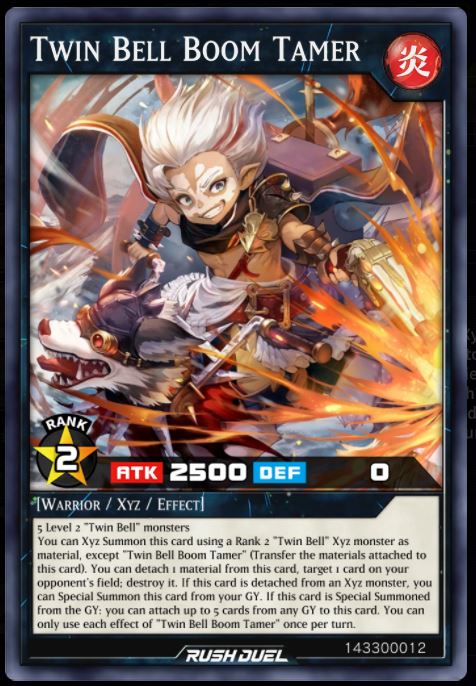 TWIN BELL BOOM TAMER
炎
RANK
2
ATK 2500 DEF 0
[WARRIOR / XYZ / EFFECT]
5 Level 2 "Twin Bell" monsters
You can Xyz Summon this card using a Rank 2 "Twin Bell" Xyz monster as
material, except "Twin Bell Boom Tamer" (Transfer the materials attached to
this card). You can detach 1 material from this card, target 1 card on your
opponent's field; destroy it. If this card is detached from an Xyz monster, you
can Special Summon this card from your GY. If this card is Special Summoned
from the GY: you can attach up to 5 cards from any GY to this card. You can
only use each effect of "Twin Bell Boom Tamer" once per turn.
143300012
RUSH DUEL